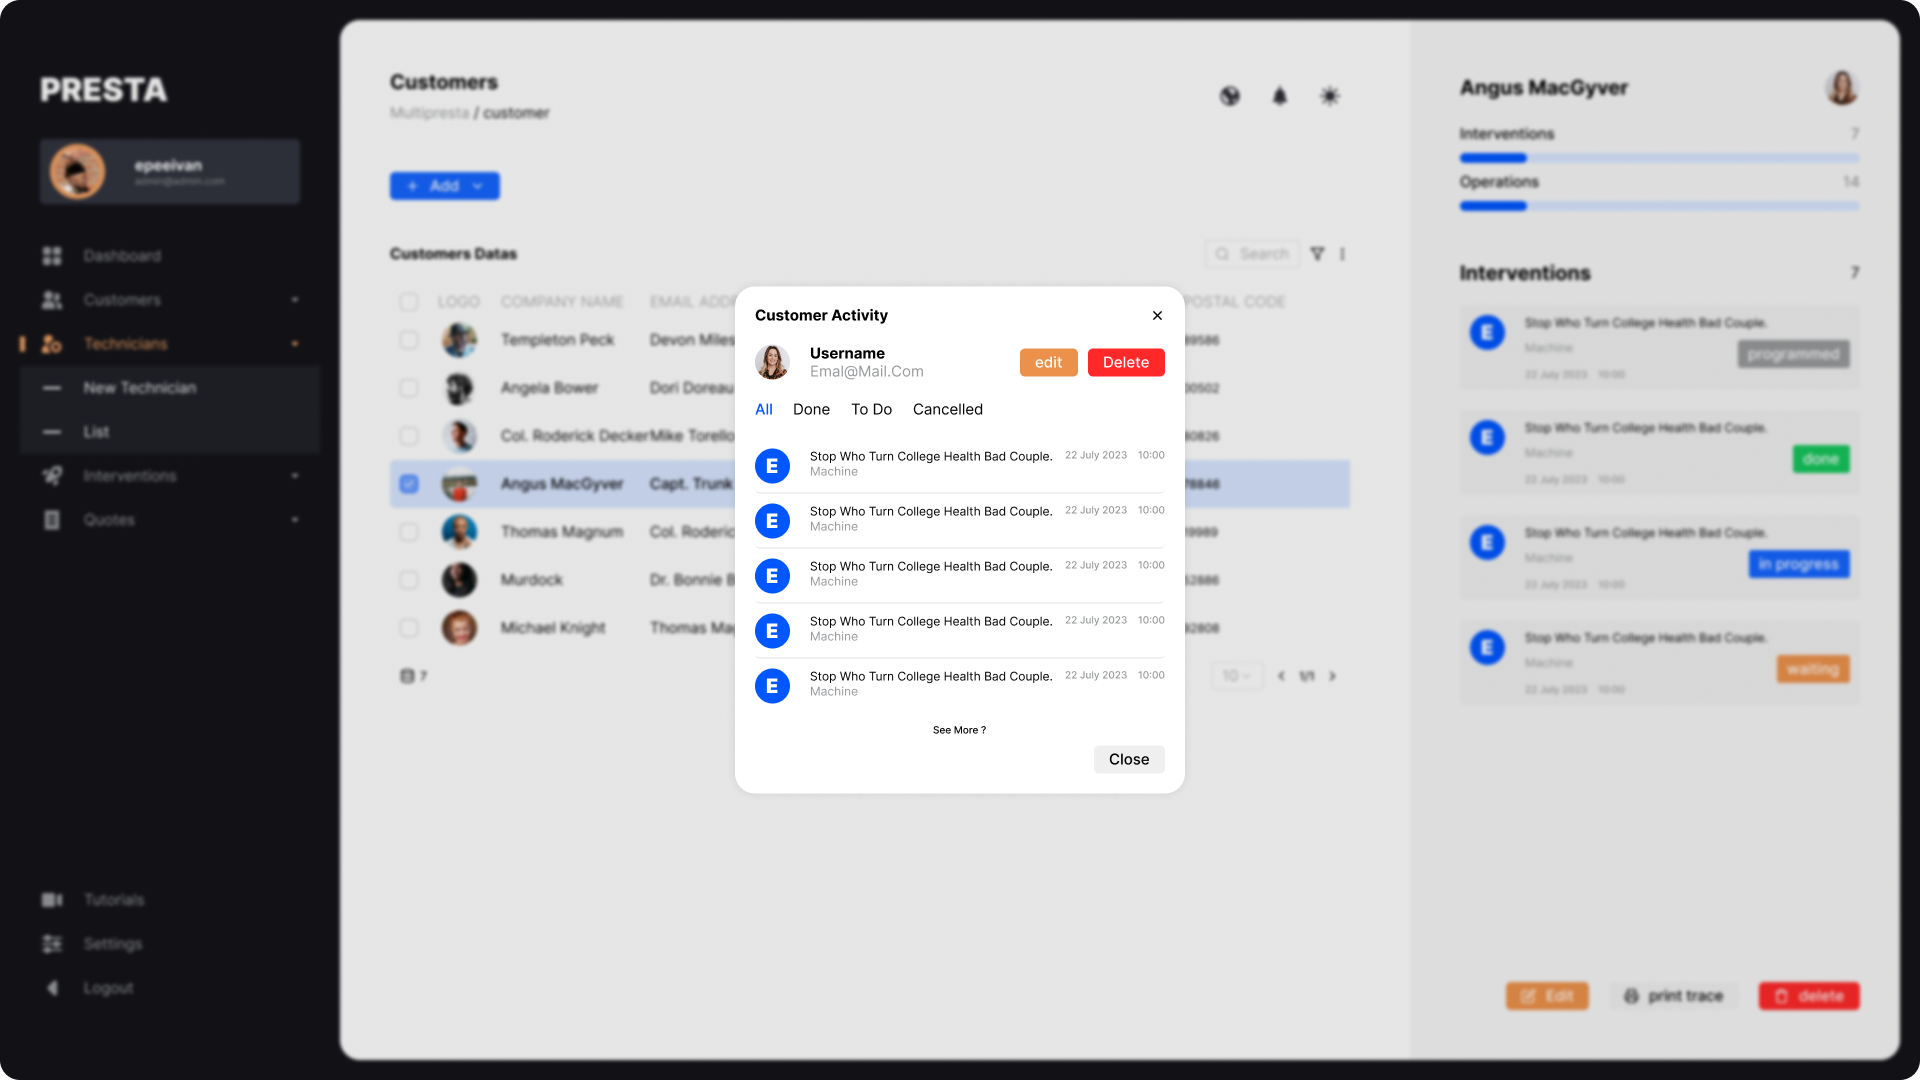 PRESTA
epeeivan
admin@admin.com
Dashboard
Customers
Technicians
New Technician
List
Interventions
Quotes
Tutorials
Settings
Logout
Customers
Multipresta / customer
+ Add
Customers Datas
Search
LOGO COMPANY NAME EMAIL POSTAL CODE
Templeton Peck Devon Miles
Angela Bower Dori Doreau
Col. Roderick Decker Mike Torello
Angus MacGyver Capt. Trunk
Thomas Magnum Col.
Murdock Dr. Bonnie
Michael Knight Thomas
7
10 1/1
Customer Activity
Username
Emal@Mail.Com
edit Delete
All Done To Do Cancelled
E Stop Who Turn College Health Bad Couple. 22 July 2023 10:00
Machine
E Stop Who Turn College Health Bad Couple. 22 July 2023 10:00
Machine
E Stop Who Turn College Health Bad Couple. 22 July 2023 10:00
Machine
E Stop Who Turn College Health Bad Couple. 22 July 2023 10:00
Machine
E Stop Who Turn College Health Bad Couple. 22 July 2023 10:00
Machine
See More ?
Close
Angus MacGyver
Interventions 7
Operations 14
Interventions 7
E Stop Who Turn College Health Bad Couple.
Machine
programmed
22 July 2023 10:00
E Stop Who Turn College Health Bad Couple.
Machine
done
22 July 2023 10:00
E Stop Who Turn College Health Bad Couple.
Machine
in progress
22 July 2023 10:00
E Stop Who Turn College Health Bad Couple.
Machine
waiting
22 July 2023 10:00
Edit print trace delete